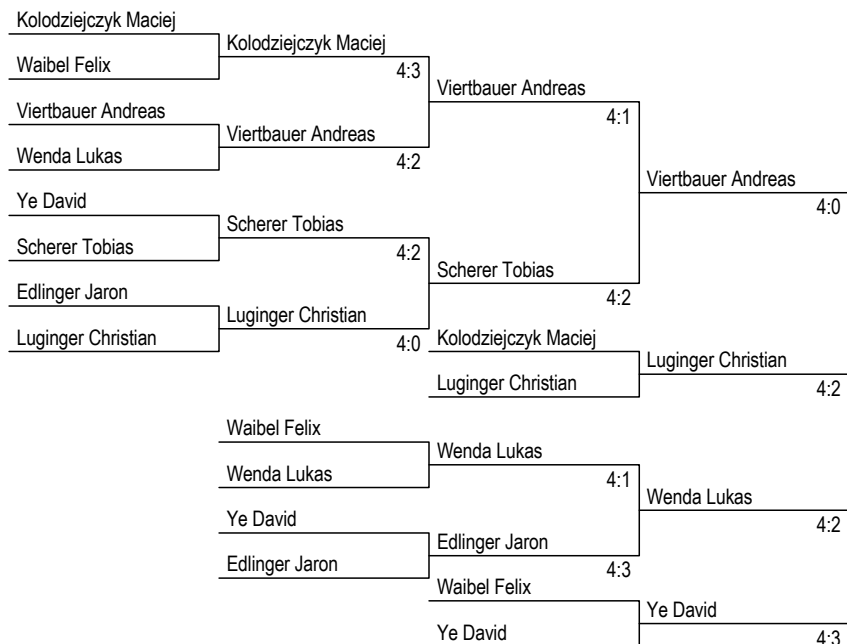 Kolodziejczyk Maciej
Kolodziejczyk Maciej
Waibel Felix
4:3
Viertbauer Andreas
Viertbauer Andreas
4:1
Viertbauer Andreas
Wenda Lukas
4:2
Viertbauer Andreas
4:0
Ye David
Scherer Tobias
Scherer Tobias
4:2
Scherer Tobias
4:2
Edlinger Jaron
Luginger Christian
Luginger Christian
4:0
Kolodziejczyk Maciej
Luginger Christian
Luginger Christian
4:2
Waibel Felix
Wenda Lukas
Wenda Lukas
4:1
Wenda Lukas
4:2
Ye David
Edlinger Jaron
Edlinger Jaron
4:3
Waibel Felix
Ye David
Ye David
4:3